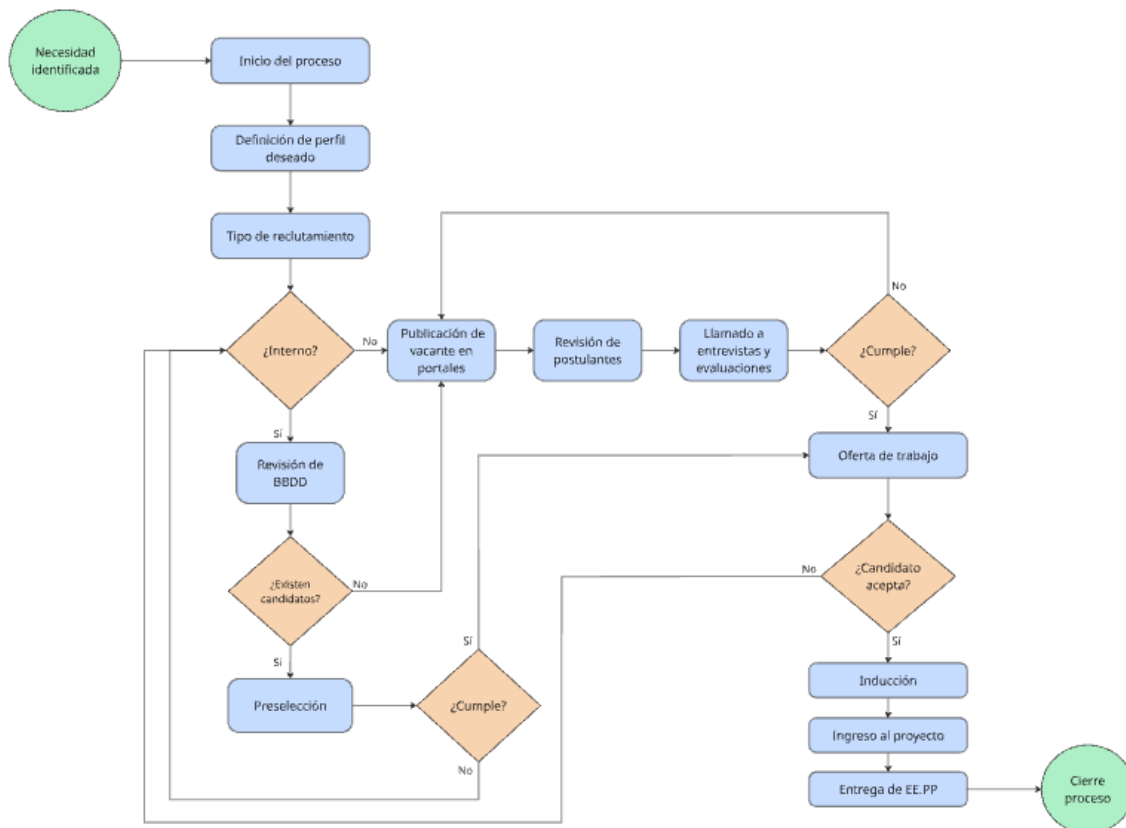 Necesidad
identificada
Inicio del proceso
Definición de perfil
deseado
Tipo de reclutamiento
¿Interno?
No
Publicación de
vacante en
portales
Revisión de
postulantes
Llamado a
entrevistas y
evaluaciones
¿Cumple?
No
Sí
Sí
Revisión de
BBDD
Oferta de trabajo
¿Existen
candidatos?
No
¿Candidato
acepta?
No
Sí
Sí
Sí
Preselección
¿Cumple?
No
Inducción
Ingreso al proyecto
Entrega de EE.PP
Cierre
proceso